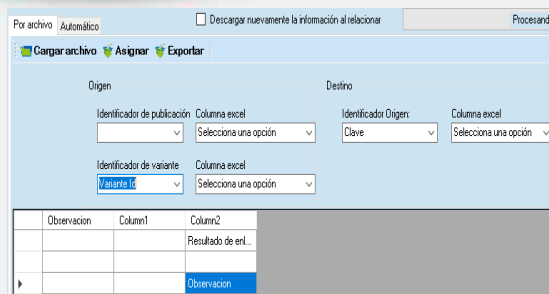 Por archivo Automático Descargar nuevamente la información al relacionar Procesand
Cargar archivo Asignar Exportar
Origen Destino
Identificador de publicación Columna excel Identificador Origen: Columna excel
Selecciona una opción Clave Selecciona una opción
Identificador de variante Columna excel
Variante Id Selecciona una opción
Observacion Column1 Column2
Resultado de enl...
Observacion